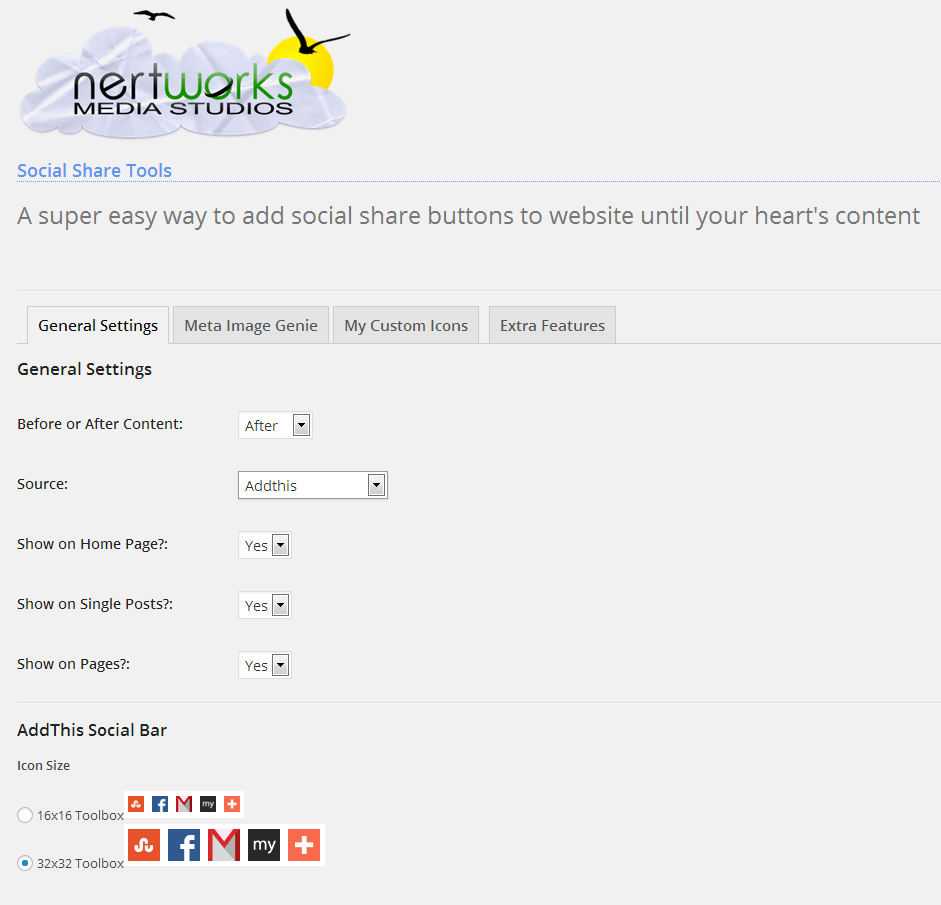 nertworks
MEDIA STUDIOS
Social Share Tools
A super easy way to add social share buttons to website until your heart's content
General Settings Meta Image Genie My Custom Icons Extra Features
General Settings
Before or After Content: After
Source: Addthis
Show on Home Page?: Yes
Show on Single Posts?: Yes
Show on Pages?: Yes
AddThis Social Bar
Icon Size
16x16 Toolbox my
32x32 Toolbox my